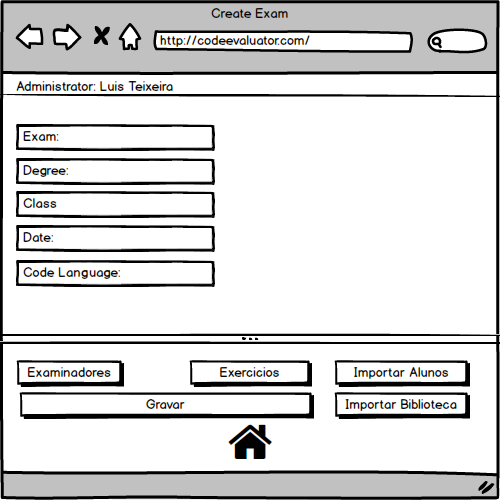 Create Exam
http://codeevaluator.com/
Administrator: Luis Teixeira
Exam:
Degree:
Class
Date:
Code Language:
Examinadores
Exercicios
Importar Alunos
Gravar
Importar Biblioteca